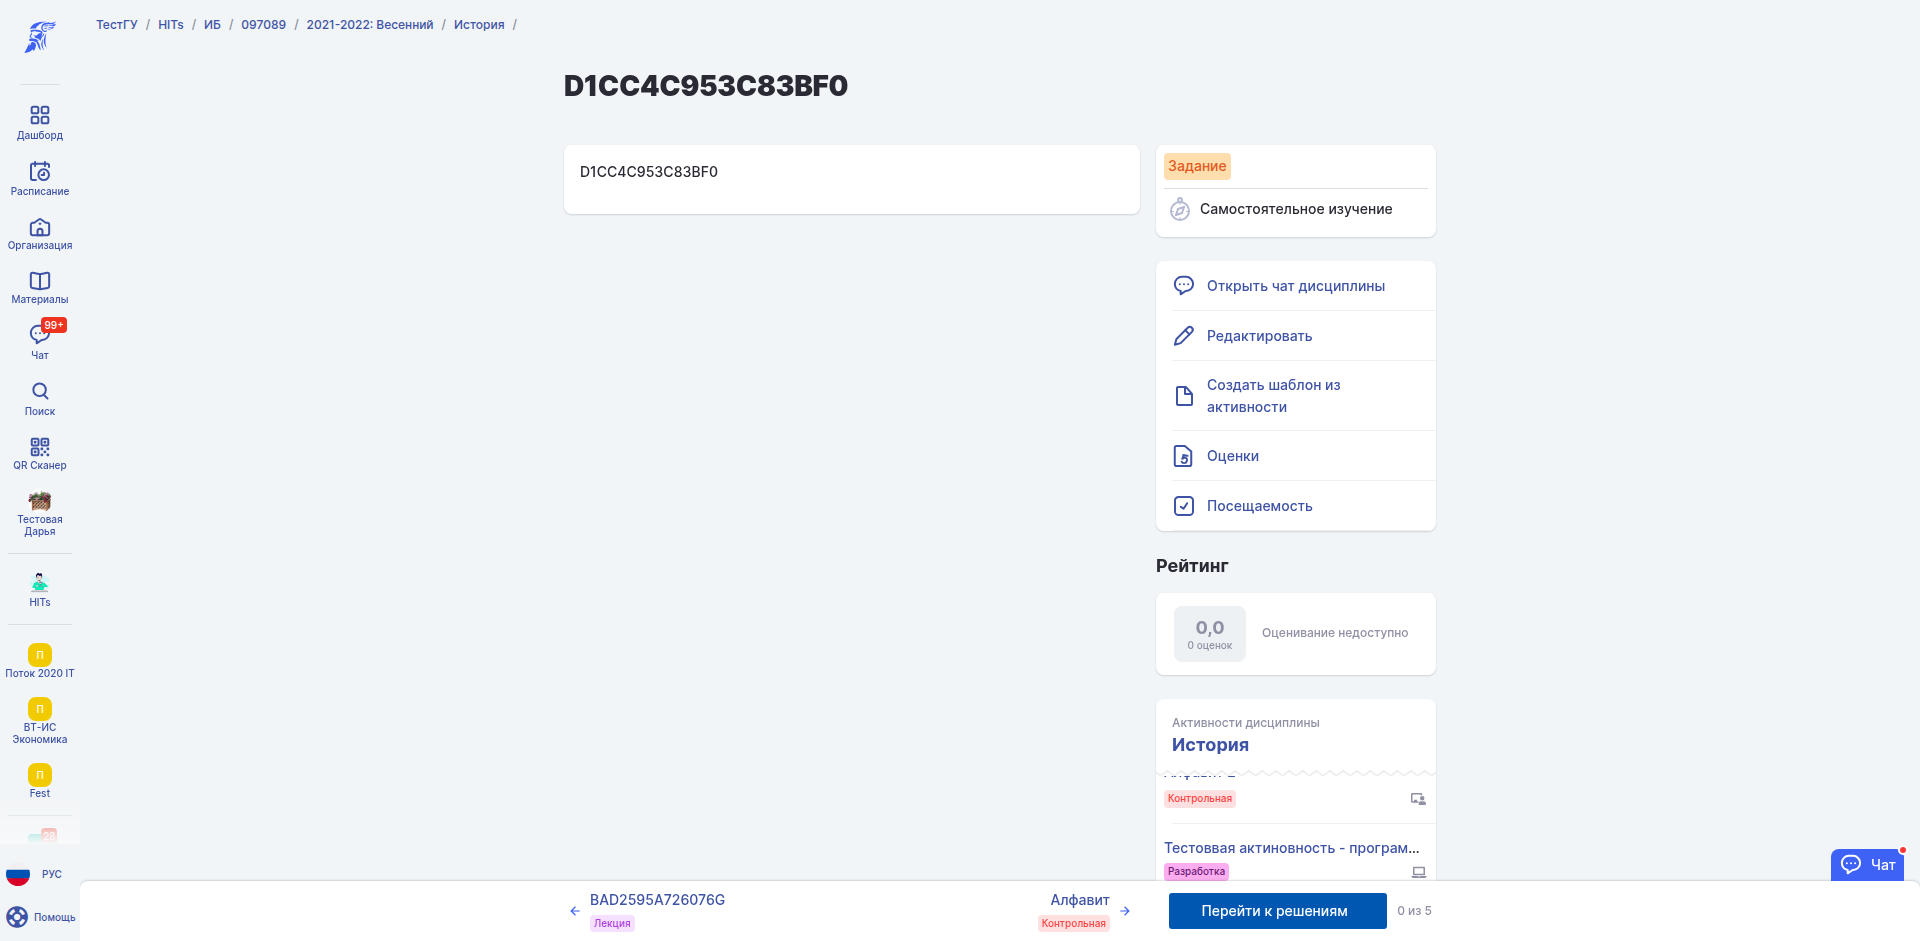 ТестГУ / HITs / ИБ / 097089 / 2021-2022: Весенний / История /
Дашборд
Расписание
Организация
Материалы
99+
Чат
Поиск
QR Сканер
Тестовая
Дарья
HITs
П
Поток 2020 IT
П
ВТ-ИС
Экономика
П
Fest
28
РУС
Помощь
D1CC4C953C83BF0
D1CC4C953C83BF0
Задание
Самостоятельное изучение
Открыть чат дисциплины
Редактировать
Создать шаблон из
активности
Оценки
Посещаемость
Рейтинг
0,0
0 оценок
Оценивание недоступно
Активности дисциплины
История
Контрольная
Тестоввая актиновность - програм...
Разработка
Чат
BAD2595A726076G
Лекция
Алфавит
Контрольная
Перейти к решениям
0 из 5